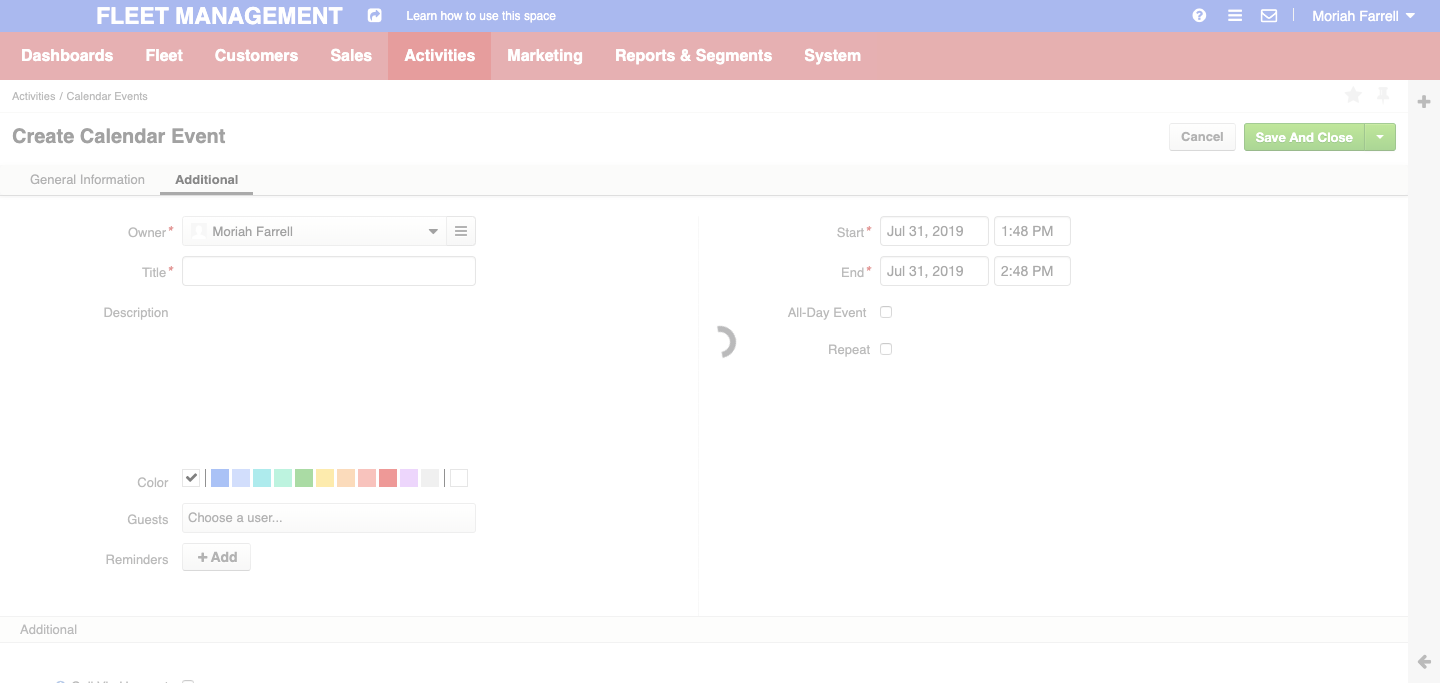 FLEET MANAGEMENT Learn how to use this space Moriah Farrell
Dashboards Fleet Customers Sales Activities Marketing Reports & Segments System
Activities / Calendar Events
Create Calendar Event Cancel Save And Close
General Information Additional
Owner* Moriah Farrell Start* Jul 31, 2019 1:48 PM
Title* End* Jul 31, 2019 2:48 PM
Description All-Day Event
Repeat
Color
Guests Choose a user...
Reminders + Add
Additional